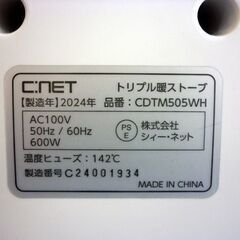 C:NET トリプル暖ストーブ
【製造年】2024年 品番：CDTM505WH
AC100V
50Hz / 60Hz
600W
PS
E
株式会社
シィー・ネット
温度ヒューズ：142℃
製造番号 C24001934
MADE IN CHINA